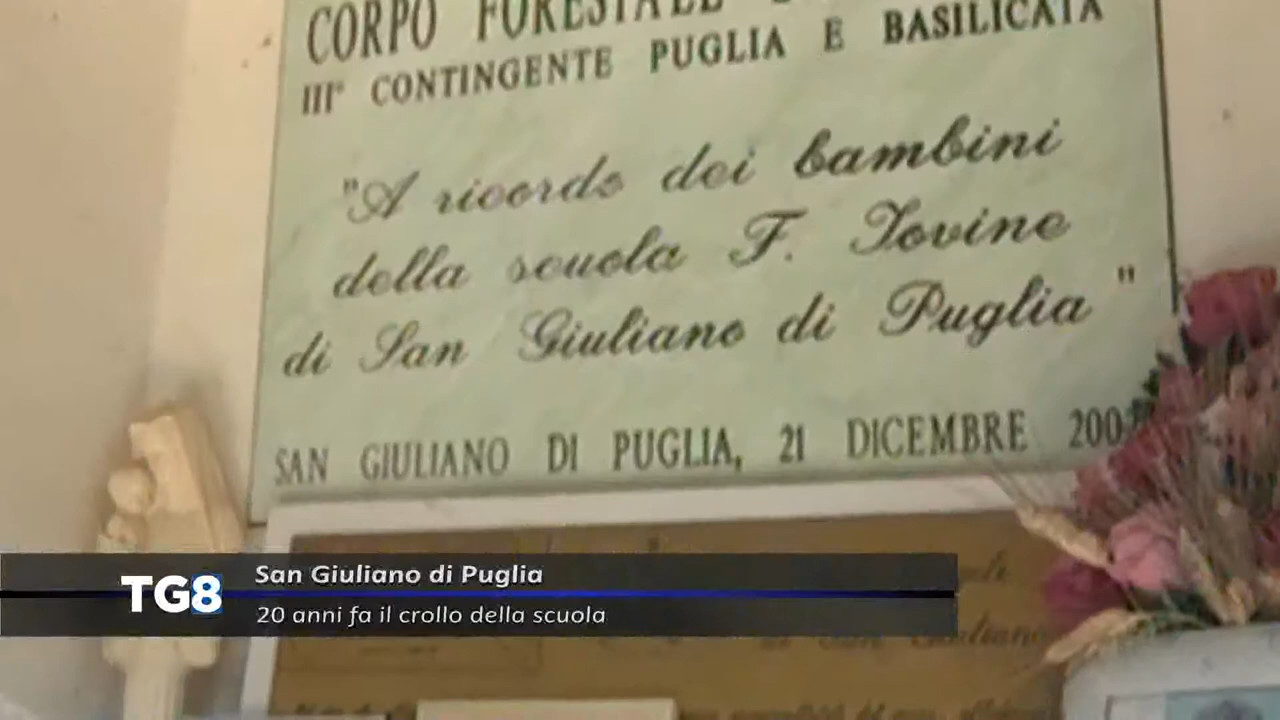 CORPO FORESTALE
III° CONTINGENTE PUGLIA E BASILICATA
"A ricordo dei bambini
della scuola F. Jovine
di San Giuliano di Puglia"
SAN GIULIANO DI PUGLIA, 21 DICEMBRE
San Giuliano di Puglia
TG8
20 anni fa il crollo della scuola